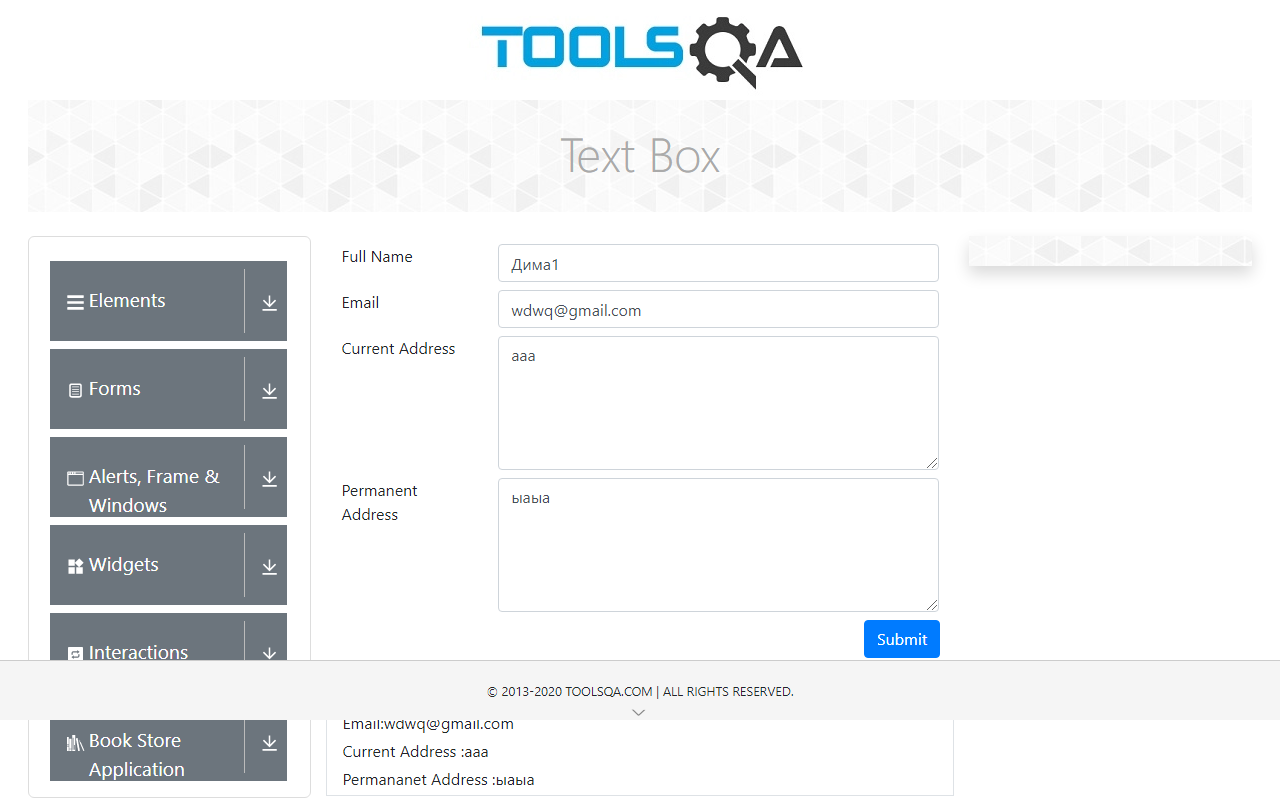 TOOLSQA
Text Box
Elements
Forms
Alerts, Frame &
Windows
Widgets
Interactions
Book Store
Application
Full Name
Дима1
Email
wdwq@gmail.com
Current Address
ааа
Permanent
Address
ыаыа
Submit
© 2013-2020 TOOLSQA.COM | ALL RIGHTS RESERVED.
Email:wdwq@gmail.com
Current Address :ааа
Permananet Address :ыаыа